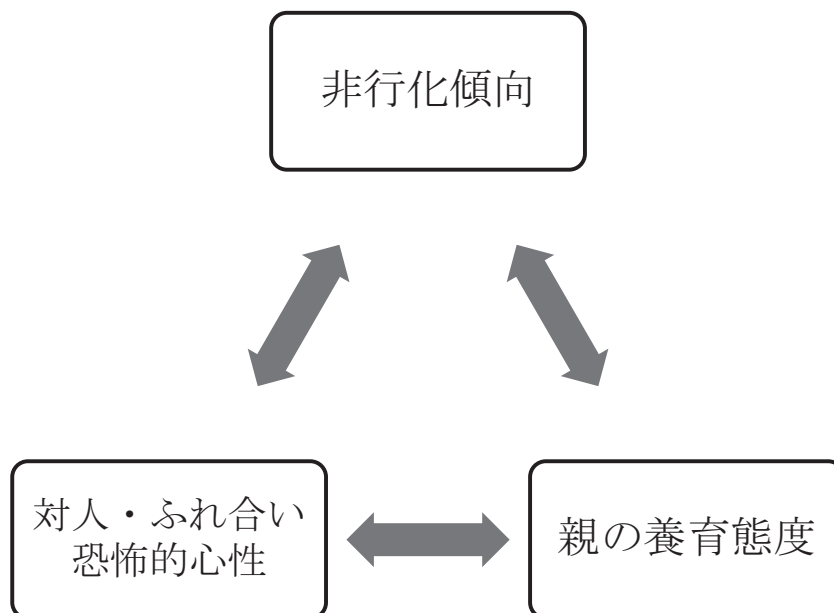 非行化傾向
対人・ふれ合い
恐怖的心性
親の養育態度